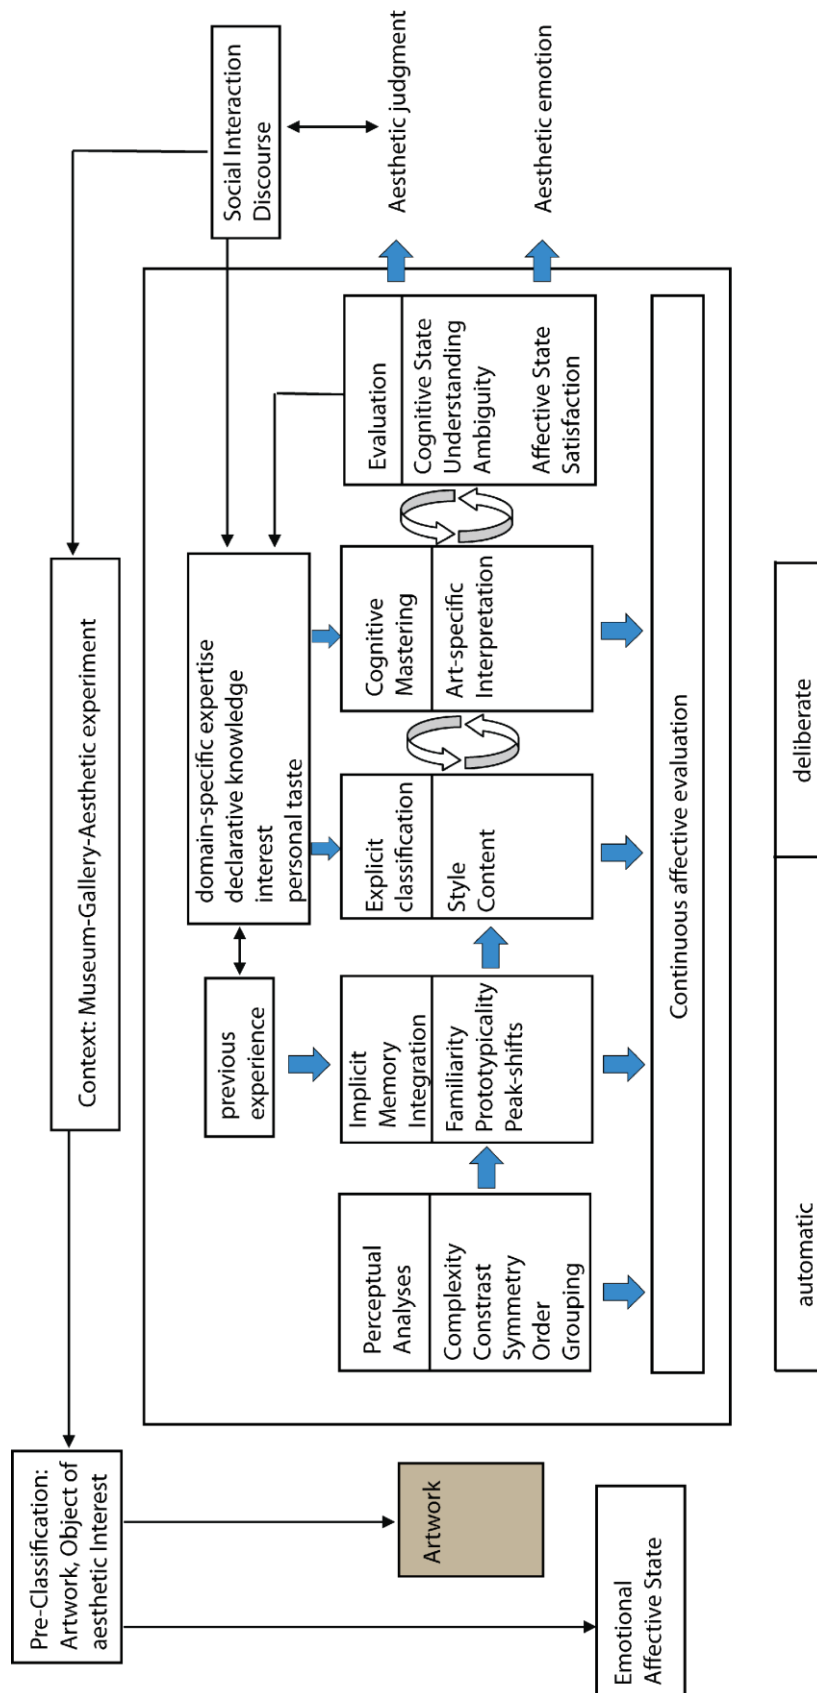 Pre-Classification:
Artwork, Object of
aesthetic Interest
Context: Museum-Gallery-Aesthetic experiment
Social Interaction
Discourse
Artwork
Emotional
Affective State
previous
experience
domain-specific expertise
declarative knowledge
interest
personal taste
Perceptual
Analyses
Complexity
Constrast
Symmetry
Order
Grouping
Implicit
Memory
Integration
Familiarity
Prototypicality
Peak-shifts
Explicit
classification
Style
Content
Cognitive
Mastering
Art-specific
Interpretation
Evaluation
Cognitive State
Understanding
Ambiguity
Affective State
Satisfaction
Aesthetic judgment
Aesthetic emotion
Continuous affective evaluation
automatic
deliberate